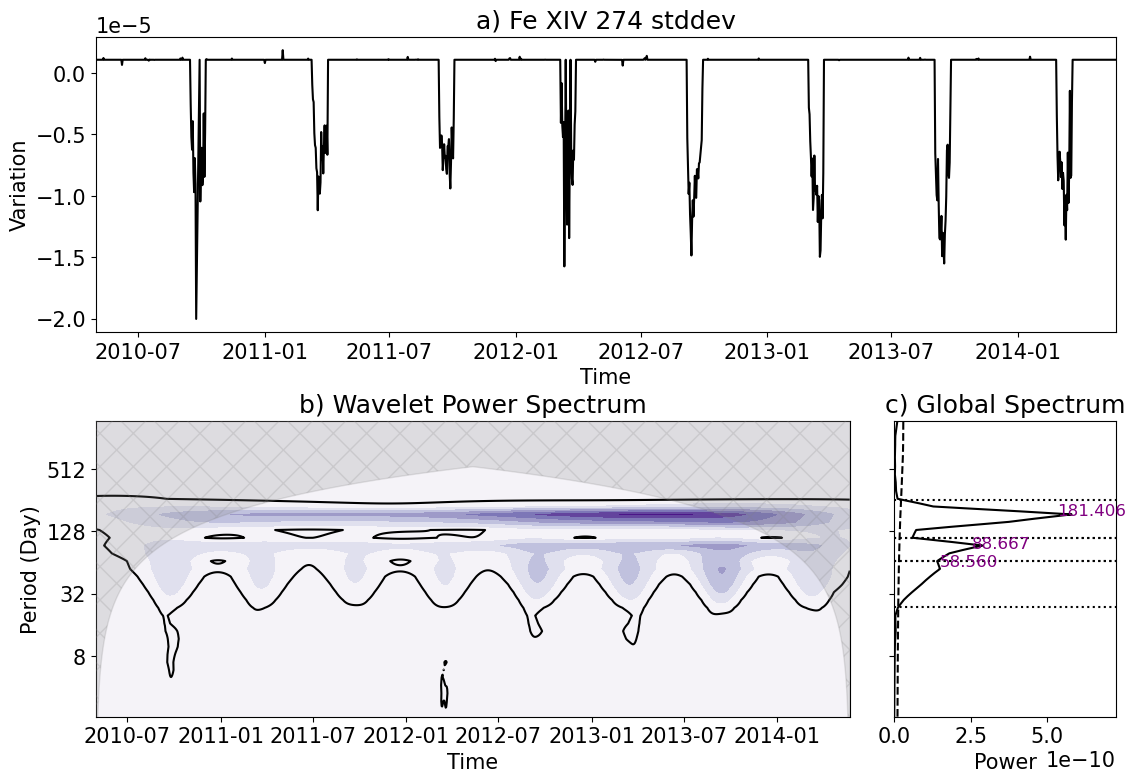 a) Fe XIV 274 stddev
1e−5
0.0
−0.5
−1.0
−1.5
−2.0
Variation
2010-07 2011-01 2011-07 2012-01 2012-07 2013-01 2013-07 2014-01
Time
b) Wavelet Power Spectrum
512
128
32
8
Period (Day)
2010-07 2011-01 2011-07 2012-01 2012-07 2013-01 2013-07 2014-01
Time
c) Global Spectrum
181.406
88.667
58.560
0.0 2.5 5.0
Power 1e−10